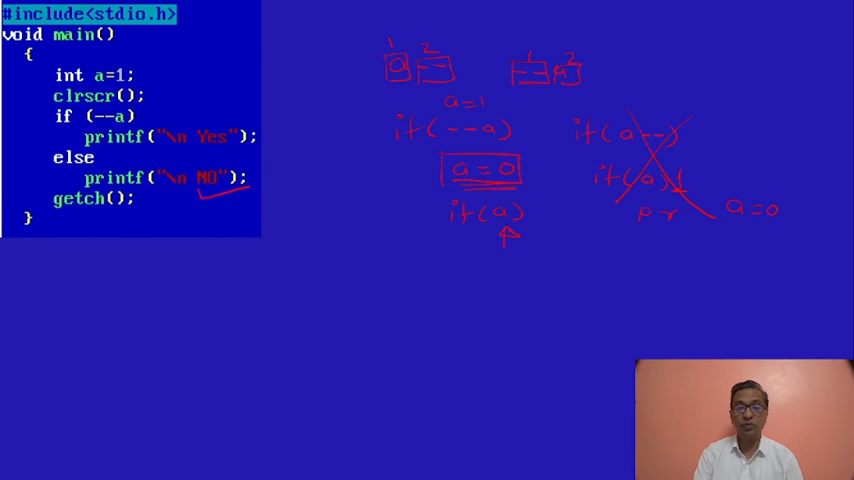 #include<stdio.h>
void main()
{
int a=1;
clrscr();
if (--a)
printf("\n Yes");
else
printf("\n NO");
getch();
}
1 2
a --
1 2
-- a
a=1
if( --a)
a = 0
if(a)
if( a--)
if( a) 1
p r
a=0